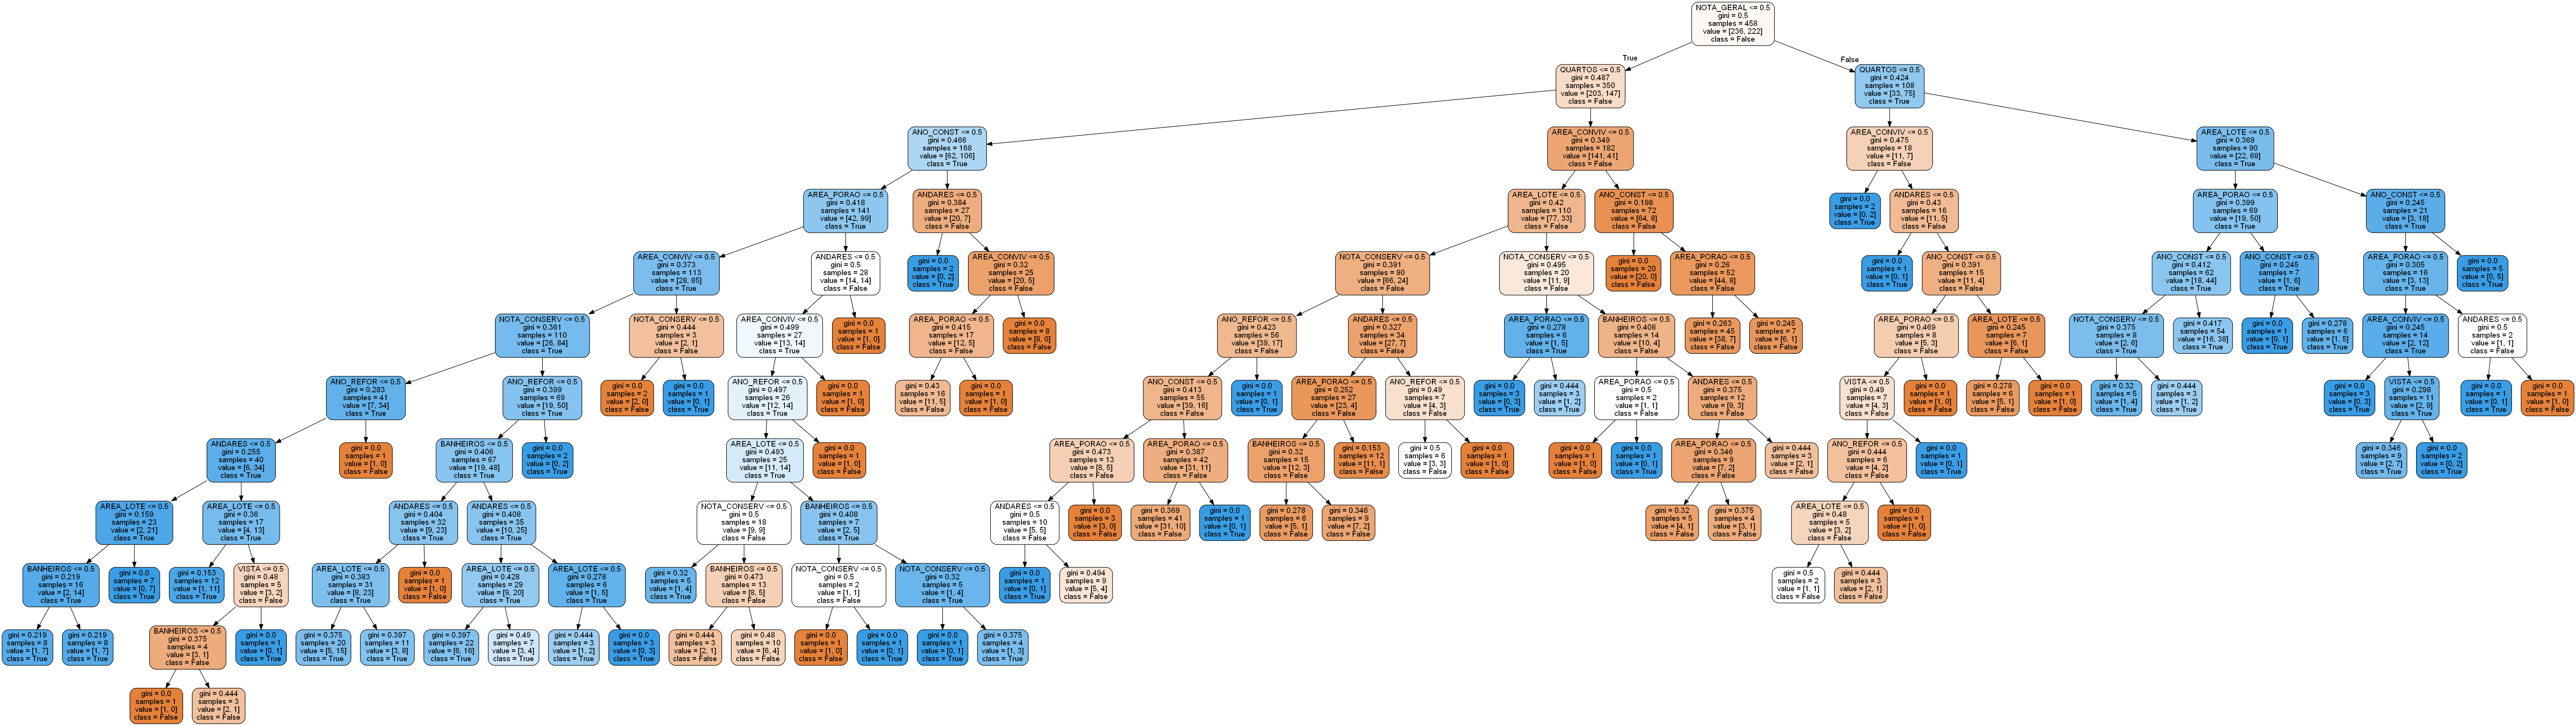 NOTA_GERAL <= 0.5
gini = 0.5
samples = 458
value = [236, 222]
class = False
True
False
QUARTOS <= 0.5
gini = 0.487
samples = 350
value = [203, 147]
class = False
QUARTOS <= 0.5
gini = 0.424
samples = 108
value = [33, 75]
class = True
ANO_CONST <= 0.5
gini = 0.466
samples = 168
value = [62, 106]
class = True
AREA_CONVIV <= 0.5
gini = 0.349
samples = 182
value = [141, 41]
class = False
AREA_CONVIV <= 0.5
gini = 0.475
samples = 18
value = [11, 7]
class = False
AREA_LOTE <= 0.5
gini = 0.369
samples = 90
value = [22, 68]
class = True
AREA_PORAO <= 0.5
gini = 0.418
samples = 141
value = [42, 99]
class = True
ANDARES <= 0.5
gini = 0.384
samples = 27
value = [20, 7]
class = False
AREA_LOTE <= 0.5
gini = 0.42
samples = 110
value = [77, 33]
class = False
ANO_CONST <= 0.5
gini = 0.198
samples = 72
value = [64, 8]
class = False
gini = 0.0
samples = 2
value = [0, 2]
class = True
ANDARES <= 0.5
gini = 0.43
samples = 16
value = [11, 5]
class = False
AREA_PORAO <= 0.5
gini = 0.399
samples = 69
value = [19, 50]
class = True
ANO_CONST <= 0.5
gini = 0.245
samples = 21
value = [3, 18]
class = True
AREA_CONVIV <= 0.5
gini = 0.373
samples = 113
value = [28, 85]
class = True
ANDARES <= 0.5
gini = 0.5
samples = 28
value = [14, 14]
class = False
gini = 0.0
samples = 2
value = [0, 2]
class = True
AREA_CONVIV <= 0.5
gini = 0.32
samples = 25
value = [20, 5]
class = False
NOTA_CONSERV <= 0.5
gini = 0.391
samples = 90
value = [66, 24]
class = False
NOTA_CONSERV <= 0.5
gini = 0.495
samples = 20
value = [11, 9]
class = False
gini = 0.0
samples = 20
value = [20, 0]
class = False
AREA_PORAO <= 0.5
gini = 0.26
samples = 52
value = [44, 8]
class = False
gini = 0.0
samples = 1
value = [0, 1]
class = True
ANO_CONST <= 0.5
gini = 0.391
samples = 15
value = [11, 4]
class = False
ANO_CONST <= 0.5
gini = 0.412
samples = 62
value = [18, 44]
class = True
ANO_CONST <= 0.5
gini = 0.245
samples = 7
value = [1, 6]
class = True
AREA_PORAO <= 0.5
gini = 0.305
samples = 16
value = [3, 13]
class = True
gini = 0.0
samples = 5
value = [0, 5]
class = True
NOTA_CONSERV <= 0.5
gini = 0.361
samples = 110
value = [26, 84]
class = True
NOTA_CONSERV <= 0.5
gini = 0.444
samples = 3
value = [2, 1]
class = False
AREA_CONVIV <= 0.5
gini = 0.499
samples = 27
value = [13, 14]
class = True
gini = 0.0
samples = 1
value = [1, 0]
class = False
AREA_PORAO <= 0.5
gini = 0.415
samples = 17
value = [12, 5]
class = False
gini = 0.0
samples = 8
value = [8, 0]
class = False
ANO_REFOR <= 0.5
gini = 0.423
samples = 56
value = [39, 17]
class = False
ANDARES <= 0.5
gini = 0.327
samples = 34
value = [27, 7]
class = False
AREA_PORAO <= 0.5
gini = 0.278
samples = 6
value = [1, 5]
class = True
BANHEIROS <= 0.5
gini = 0.408
samples = 14
value = [10, 4]
class = False
gini = 0.263
samples = 45
value = [38, 7]
class = False
gini = 0.245
samples = 7
value = [6, 1]
class = False
AREA_PORAO <= 0.5
gini = 0.469
samples = 8
value = [5, 3]
class = False
AREA_LOTE <= 0.5
gini = 0.245
samples = 7
value = [6, 1]
class = False
NOTA_CONSERV <= 0.5
gini = 0.375
samples = 8
value = [2, 6]
class = True
gini = 0.417
samples = 54
value = [16, 38]
class = True
gini = 0.0
samples = 1
value = [0, 1]
class = True
gini = 0.278
samples = 6
value = [1, 5]
class = True
AREA_CONVIV <= 0.5
gini = 0.245
samples = 14
value = [2, 12]
class = True
ANDARES <= 0.5
gini = 0.5
samples = 2
value = [1, 1]
class = False
ANO_REFOR <= 0.5
gini = 0.283
samples = 41
value = [7, 34]
class = True
ANO_REFOR <= 0.5
gini = 0.399
samples = 69
value = [19, 50]
class = True
gini = 0.0
samples = 2
value = [2, 0]
class = False
gini = 0.0
samples = 1
value = [0, 1]
class = True
ANO_REFOR <= 0.5
gini = 0.497
samples = 26
value = [12, 14]
class = True
gini = 0.0
samples = 1
value = [1, 0]
class = False
gini = 0.43
samples = 16
value = [11, 5]
class = False
gini = 0.0
samples = 1
value = [1, 0]
class = False
ANO_CONST <= 0.5
gini = 0.413
samples = 55
value = [39, 16]
class = False
gini = 0.0
samples = 1
value = [0, 1]
class = True
AREA_PORAO <= 0.5
gini = 0.252
samples = 27
value = [23, 4]
class = False
ANO_REFOR <= 0.5
gini = 0.49
samples = 7
value = [4, 3]
class = False
gini = 0.0
samples = 3
value = [0, 3]
class = True
gini = 0.444
samples = 3
value = [1, 2]
class = True
AREA_PORAO <= 0.5
gini = 0.5
samples = 2
value = [1, 1]
class = False
ANDARES <= 0.5
gini = 0.375
samples = 12
value = [9, 3]
class = False
VISTA <= 0.5
gini = 0.49
samples = 7
value = [4, 3]
class = False
gini = 0.0
samples = 1
value = [1, 0]
class = False
gini = 0.278
samples = 6
value = [5, 1]
class = False
gini = 0.0
samples = 1
value = [1, 0]
class = False
gini = 0.32
samples = 5
value = [1, 4]
class = True
gini = 0.444
samples = 3
value = [1, 2]
class = True
gini = 0.0
samples = 3
value = [0, 3]
class = True
VISTA <= 0.5
gini = 0.298
samples = 11
value = [2, 9]
class = True
gini = 0.0
samples = 1
value = [0, 1]
class = True
gini = 0.0
samples = 1
value = [1, 0]
class = False
ANDARES <= 0.5
gini = 0.255
samples = 40
value = [6, 34]
class = True
gini = 0.0
samples = 1
value = [1, 0]
class = False
BANHEIROS <= 0.5
gini = 0.406
samples = 67
value = [19, 48]
class = True
gini = 0.0
samples = 2
value = [0, 2]
class = True
AREA_LOTE <= 0.5
gini = 0.493
samples = 25
value = [11, 14]
class = True
gini = 0.0
samples = 1
value = [1, 0]
class = False
AREA_PORAO <= 0.5
gini = 0.473
samples = 13
value = [8, 5]
class = False
AREA_PORAO <= 0.5
gini = 0.387
samples = 42
value = [31, 11]
class = False
BANHEIROS <= 0.5
gini = 0.32
samples = 15
value = [12, 3]
class = False
gini = 0.153
samples = 12
value = [11, 1]
class = False
gini = 0.5
samples = 6
value = [3, 3]
class = False
gini = 0.0
samples = 1
value = [1, 0]
class = False
gini = 0.0
samples = 1
value = [1, 0]
class = False
gini = 0.0
samples = 1
value = [0, 1]
class = True
AREA_PORAO <= 0.5
gini = 0.346
samples = 9
value = [7, 2]
class = False
gini = 0.444
samples = 3
value = [2, 1]
class = False
ANO_REFOR <= 0.5
gini = 0.444
samples = 6
value = [4, 2]
class = False
gini = 0.0
samples = 1
value = [0, 1]
class = True
gini = 0.346
samples = 9
value = [2, 7]
class = True
gini = 0.0
samples = 2
value = [0, 2]
class = True
AREA_LOTE <= 0.5
gini = 0.159
samples = 23
value = [2, 21]
class = True
AREA_LOTE <= 0.5
gini = 0.36
samples = 17
value = [4, 13]
class = True
ANDARES <= 0.5
gini = 0.404
samples = 32
value = [9, 23]
class = True
ANDARES <= 0.5
gini = 0.408
samples = 35
value = [10, 25]
class = True
NOTA_CONSERV <= 0.5
gini = 0.5
samples = 18
value = [9, 9]
class = False
BANHEIROS <= 0.5
gini = 0.408
samples = 7
value = [2, 5]
class = True
ANDARES <= 0.5
gini = 0.5
samples = 10
value = [5, 5]
class = False
gini = 0.0
samples = 3
value = [3, 0]
class = False
gini = 0.369
samples = 41
value = [31, 10]
class = False
gini = 0.0
samples = 1
value = [0, 1]
class = True
gini = 0.278
samples = 6
value = [5, 1]
class = False
gini = 0.346
samples = 9
value = [7, 2]
class = False
gini = 0.32
samples = 5
value = [4, 1]
class = False
gini = 0.375
samples = 4
value = [3, 1]
class = False
AREA_LOTE <= 0.5
gini = 0.48
samples = 5
value = [3, 2]
class = False
gini = 0.0
samples = 1
value = [1, 0]
class = False
BANHEIROS <= 0.5
gini = 0.219
samples = 16
value = [2, 14]
class = True
gini = 0.0
samples = 7
value = [0, 7]
class = True
gini = 0.153
samples = 12
value = [1, 11]
class = True
VISTA <= 0.5
gini = 0.48
samples = 5
value = [3, 2]
class = False
AREA_LOTE <= 0.5
gini = 0.383
samples = 31
value = [8, 23]
class = True
gini = 0.0
samples = 1
value = [1, 0]
class = False
AREA_LOTE <= 0.5
gini = 0.428
samples = 29
value = [9, 20]
class = True
AREA_LOTE <= 0.5
gini = 0.278
samples = 6
value = [1, 5]
class = True
gini = 0.32
samples = 5
value = [1, 4]
class = True
BANHEIROS <= 0.5
gini = 0.473
samples = 13
value = [8, 5]
class = False
NOTA_CONSERV <= 0.5
gini = 0.5
samples = 2
value = [1, 1]
class = False
NOTA_CONSERV <= 0.5
gini = 0.32
samples = 5
value = [1, 4]
class = True
gini = 0.0
samples = 1
value = [0, 1]
class = True
gini = 0.494
samples = 9
value = [5, 4]
class = False
gini = 0.5
samples = 2
value = [1, 1]
class = False
gini = 0.444
samples = 3
value = [2, 1]
class = False
gini = 0.219
samples = 8
value = [1, 7]
class = True
gini = 0.219
samples = 8
value = [1, 7]
class = True
BANHEIROS <= 0.5
gini = 0.375
samples = 4
value = [3, 1]
class = False
gini = 0.0
samples = 1
value = [0, 1]
class = True
gini = 0.375
samples = 20
value = [5, 15]
class = True
gini = 0.397
samples = 11
value = [3, 8]
class = True
gini = 0.397
samples = 22
value = [6, 16]
class = True
gini = 0.49
samples = 7
value = [3, 4]
class = True
gini = 0.444
samples = 3
value = [1, 2]
class = True
gini = 0.0
samples = 3
value = [0, 3]
class = True
gini = 0.444
samples = 3
value = [2, 1]
class = False
gini = 0.48
samples = 10
value = [6, 4]
class = False
gini = 0.0
samples = 1
value = [1, 0]
class = False
gini = 0.0
samples = 1
value = [0, 1]
class = True
gini = 0.0
samples = 1
value = [0, 1]
class = True
gini = 0.375
samples = 4
value = [1, 3]
class = True
gini = 0.0
samples = 1
value = [1, 0]
class = False
gini = 0.444
samples = 3
value = [2, 1]
class = False